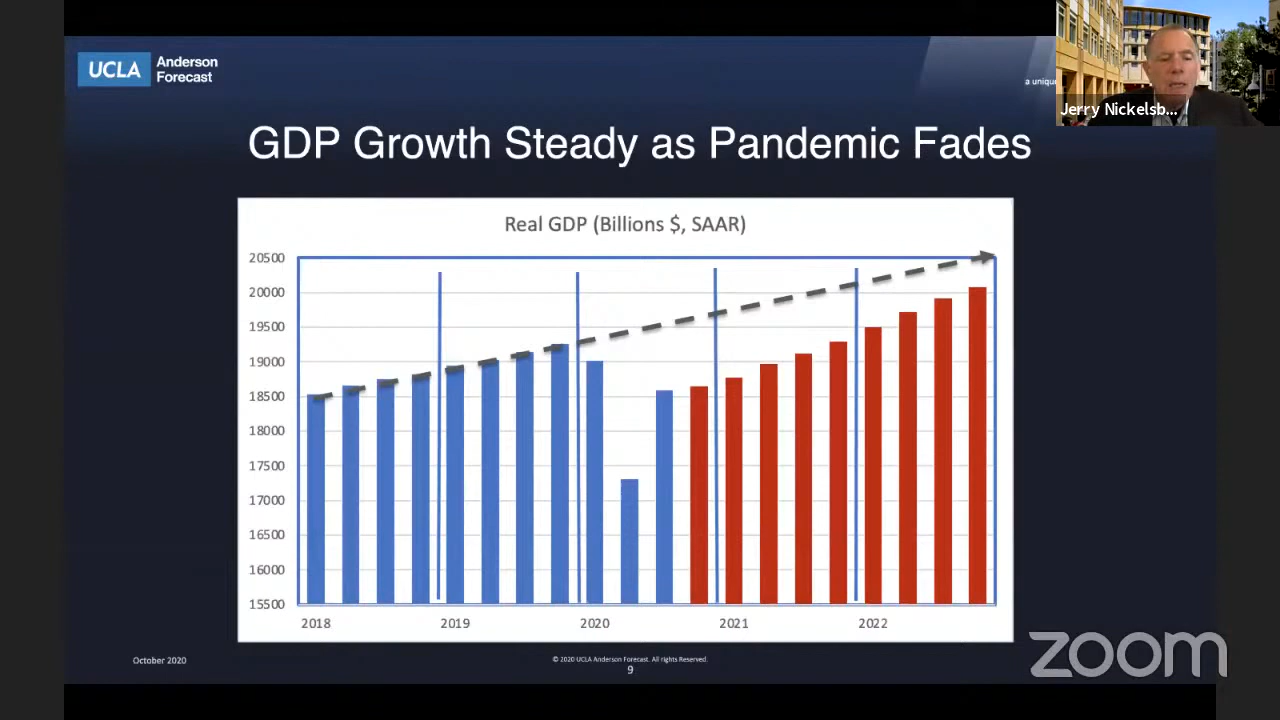 UCLA Anderson
Forecast
a uniqu
Jerry Nickelsb...
GDP Growth Steady as Pandemic Fades
Real GDP (Billions $, SAAR)
20500
20000
19500
19000
18500
18000
17500
17000
16500
16000
15500
2018 2019 2020 2021 2022
October 2020
© 2020 UCLA Anderson Forecast. All rights Reserved.
9
zoom